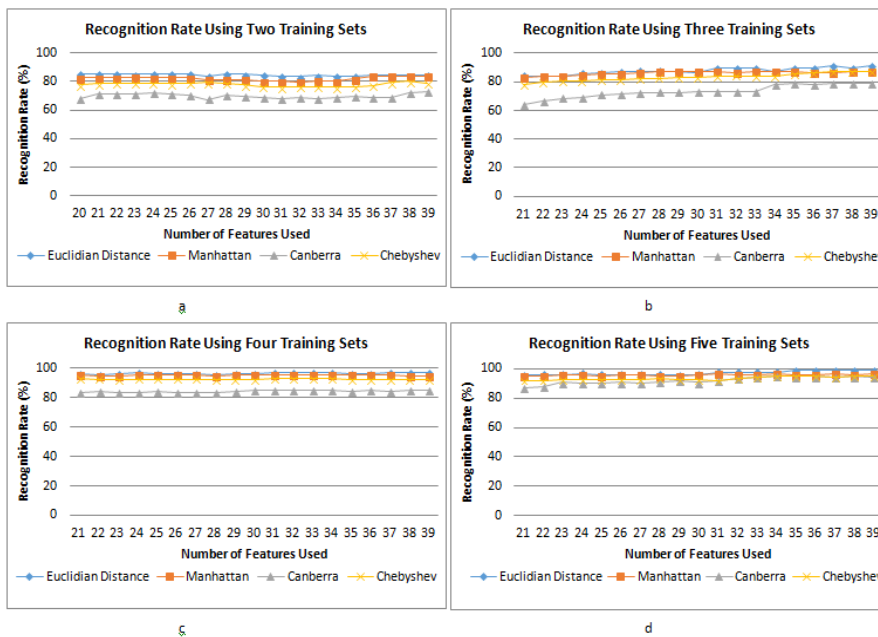 Recognition Rate Using Two Training Sets
Recognition Rate (%)
100
80
60
40
20
0
20 21 22 23 24 25 26 27 28 29 30 31 32 33 34 35 36 37 38 39
Number of Features Used
Euclidian Distance Manhattan Canberra Chebyshev
a
Recognition Rate Using Three Training Sets
Recognition Rate (%)
100
80
60
40
20
0
21 22 23 24 25 26 27 28 29 30 31 32 33 34 35 36 37 38 39
Number of Features Used
Euclidian Distance Manhattan Canberra Chebyshev
b
Recognition Rate Using Four Training Sets
Recognition Rate (%)
100
80
60
40
20
0
21 22 23 24 25 26 27 28 29 30 31 32 33 34 35 36 37 38 39
Number of Features Used
Euclidian Distance Manhattan Canberra Chebyshev
c
Recognition Rate Using Five Training Sets
Recognition Rate (%)
100
80
60
40
20
0
21 22 23 24 25 26 27 28 29 30 31 32 33 34 35 36 37 38 39
Number of Features Used
Euclidian Distance Manhattan Canberra Chebyshev
d